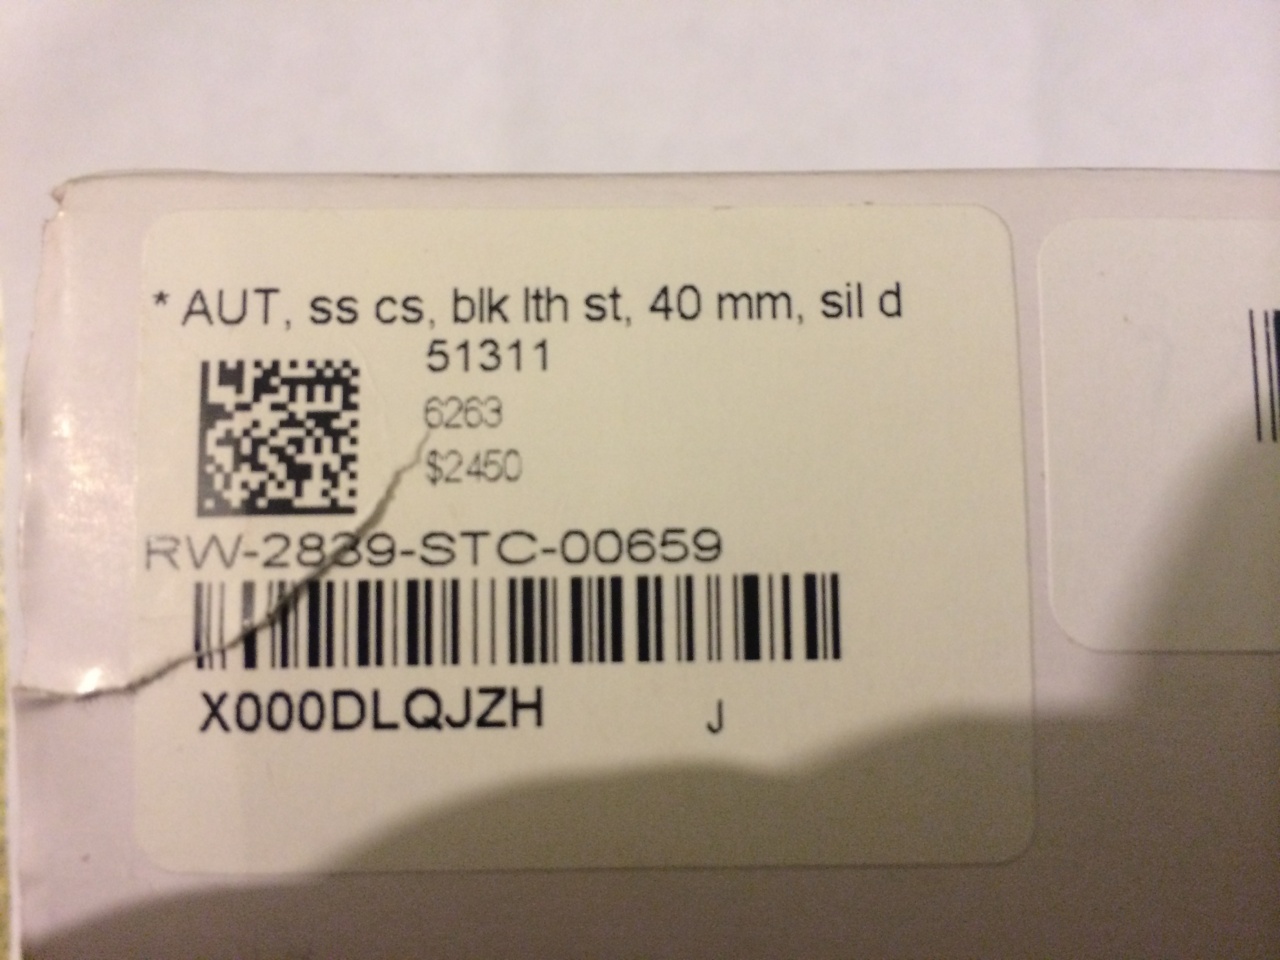 * AUT, ss cs, blk lth st, 40 mm, sil d
51311
6263
$2450
RW-2839-STC-00659
X000DLQJZH J